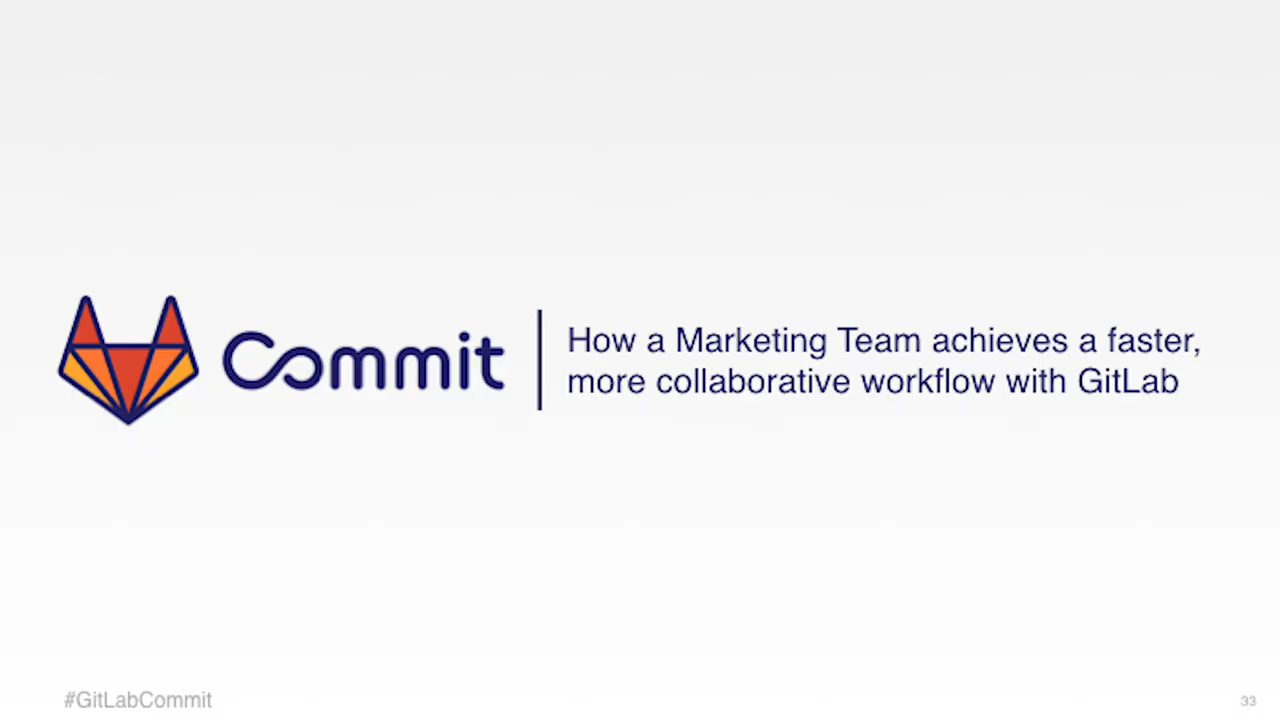 Commit
How a Marketing Team achieves a faster,
more collaborative workflow with GitLab
#GitLabCommit
33